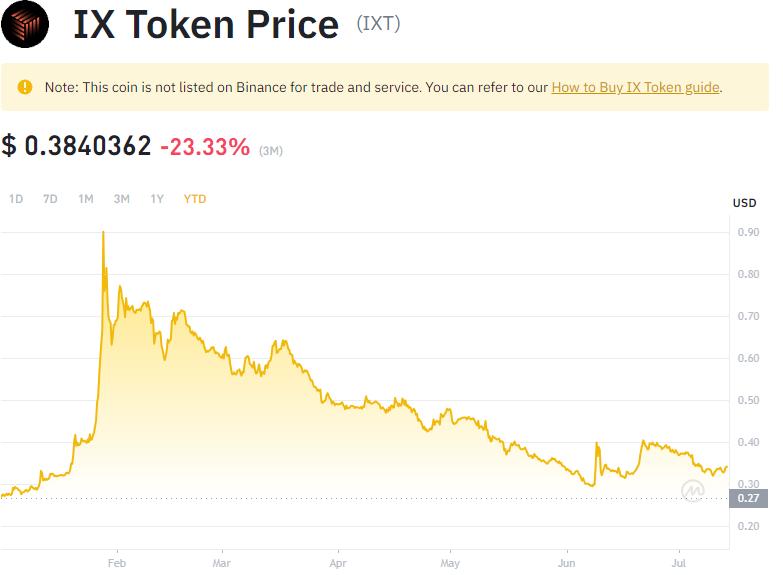 IX Token Price (IXT)
Note: This coin is not listed on Binance for trade and service. You can refer to our How to Buy IX Token guide.
$ 0.3840362 -23.33% (3M)
1D 7D 1M 3M 1Y YTD
USD
0.90
0.80
0.70
0.60
0.50
0.40
0.30
0.27
0.20
Feb Mar Apr May Jun Jul